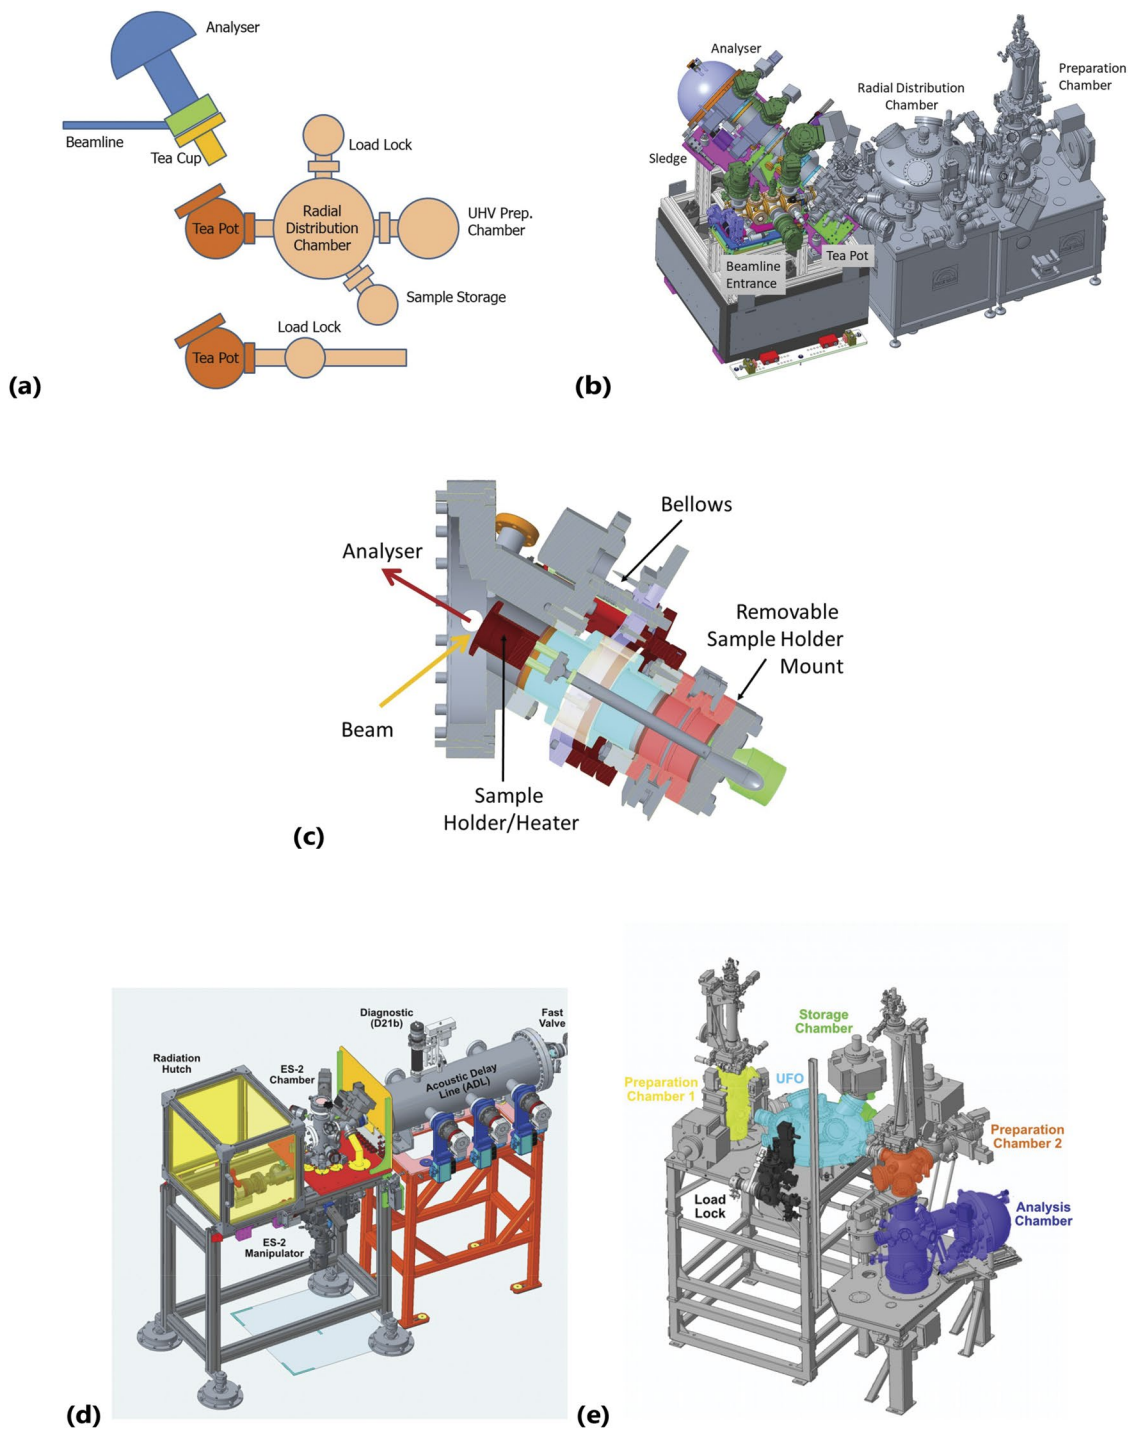 Analyser
Beamline
Tea Cup
Load Lock
Tea Pot
Radial
Distribution
Chamber
UHV Prep.
Chamber
Sample Storage
Load Lock
Tea Pot
(a)
Analyser
Preparation
Chamber
Radial Distribution
Chamber
Sledge
Tea Pot
Beamline
Entrance
(b)
Bellows
Analyser
Removable
Sample Holder
Mount
Beam
Sample
Holder/Heater
(c)
Diagnostic
(D21b)
Fast
Valve
Radiation
Hutch
ES-2
Chamber
Acoustic Delay
Line (ADL)
ES-2
Manipulator
(d)
Storage
Chamber
Preparation
Chamber 1
UFO
Preparation
Chamber 2
Load
Lock
Analysis
Chamber
(e)